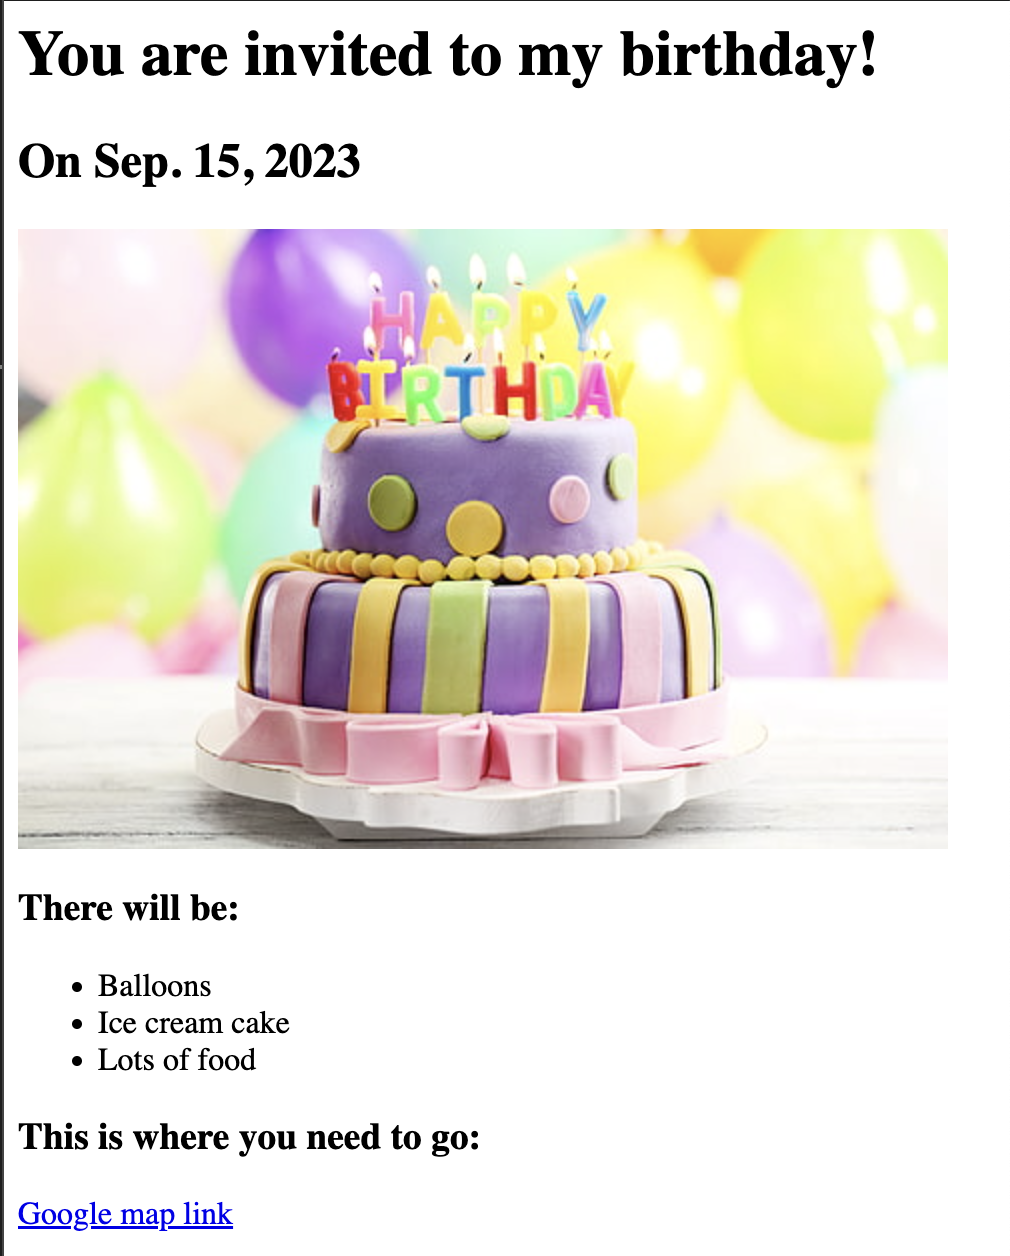 You are invited to my birthday!
On Sep. 15, 2023
HAPPY
BIRTHDAY
There will be:
Balloons
Ice cream cake
Lots of food
This is where you need to go:
Google map link